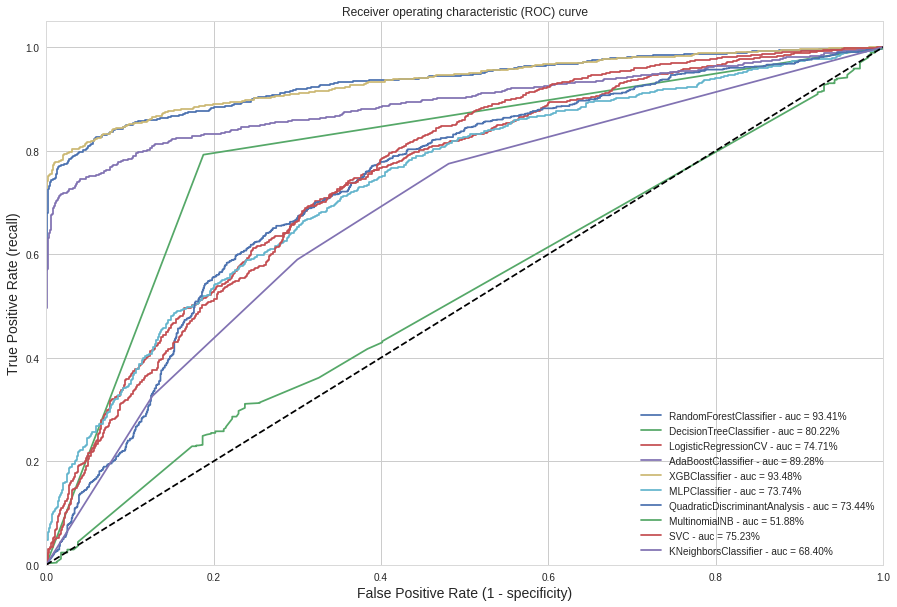 Receiver operating characteristic (ROC) curve
1.0
0.8
0.6
0.4
0.2
0.0
True Positive Rate (recall)
RandomForestClassifier - auc = 93.41%
DecisionTreeClassifier - auc = 80.22%
LogisticRegressionCV - auc = 74.71%
AdaBoostClassifier - auc = 89.28%
XGBClassifier - auc = 93.48%
MLPClassifier - auc = 73.74%
QuadraticDiscriminantAnalysis - auc = 73.44%
MultinomialNB - auc = 51.88%
SVC - auc = 75.23%
KNeighborsClassifier - auc = 68.40%
0.0 0.2 0.4 0.6 0.8 1.0
False Positive Rate (1 - specificity)